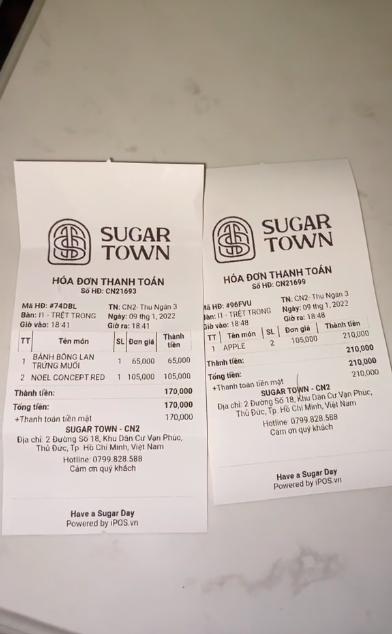 SUGAR
TOWN
HÓA ĐƠN THANH TOÁN
Số HĐ: CN21693
Mã HĐ: #74DBL TN: CN2- Thu Ngân 3
Bàn: I1 - TRỆT TRONG Ngày: 09 thg 1, 2022
Giờ vào: 18:41 Giờ ra: 18:41
TT Tên món SL Đơn giá Thành tiền
1 BÁNH BÔNG LAN TRỨNG MUỐI 1 65,000 65,000
2 NOEL CONCEPT RED 1 105,000 105,000
Thành tiền: 170,000
Tổng tiền: 170,000
+Thanh toán tiền mặt 170,000
SUGAR TOWN - CN2
Địa chỉ: 2 Đường Số 18, Khu Dân Cư Vạn Phúc,
Thủ Đức, Tp. Hồ Chí Minh, Việt Nam
Hotline: 0799.828.588
Cảm ơn quý khách
Have a Sugar Day
Powered by iPOS.vn
SUGAR
TOWN
HÓA ĐƠN THANH TOÁN
Số HĐ: CN21699
Mã HĐ: #96FVU TN: CN2- Thu Ngân 3
Bàn: I1 - TRỆT TRONG Ngày: 09 thg 1, 2022
Giờ vào: 18:48 Giờ ra: 18:48
TT Tên món SL Đơn giá Thành tiền
1 APPLE 2 105,000 210,000
Thành tiền: 210,000
Tổng tiền: 210,000
+Thanh toán tiền mặt 210,000
SUGAR TOWN - CN2
Địa chỉ: 2 Đường Số 18, Khu Dân Cư Vạn Phúc,
Thủ Đức, Tp. Hồ Chí Minh, Việt Nam
Hotline: 0799.828.588
Cảm ơn quý khách
Have a Sugar Day
Powered by iPOS.vn